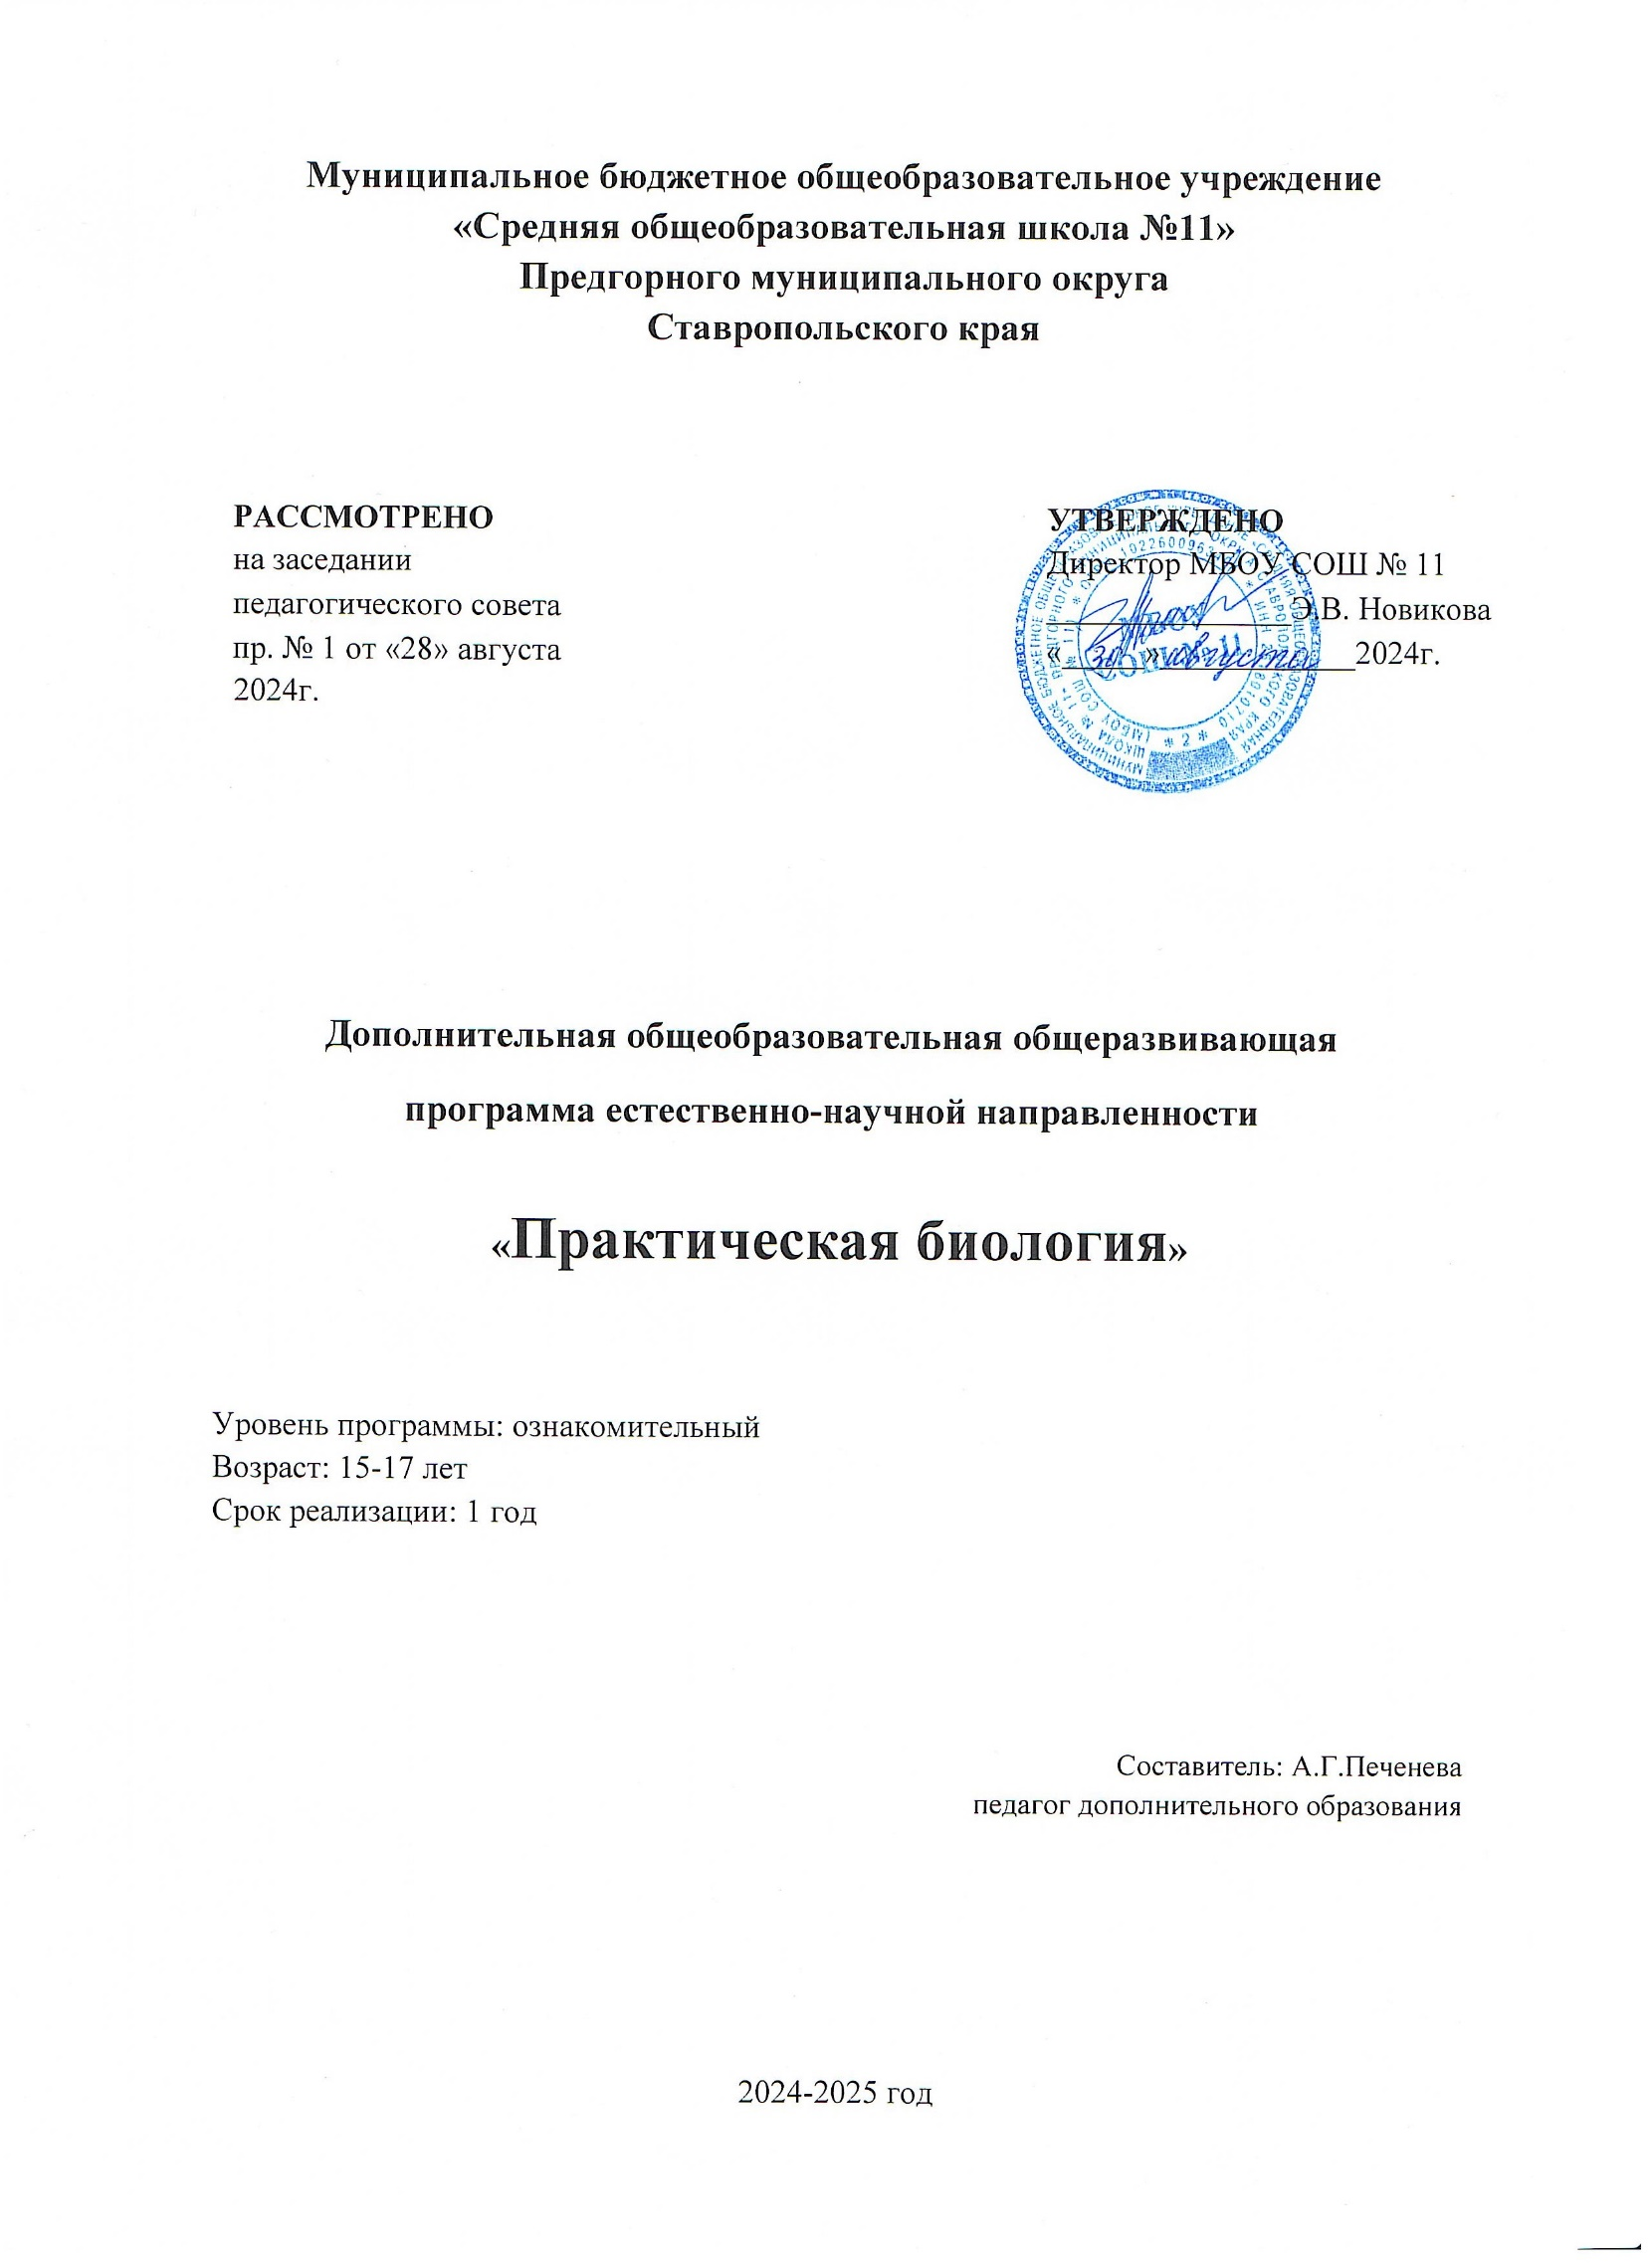 Муниципальное бюджетное общеобразовательное учреждение
«Средняя общеобразовательная школа №11»
Предгорного муниципального округа
Ставропольского края
РАССМОТРЕНО
на заседании
педагогического совета
пр. № 1 от «28» августа
2024г.
УТВЕРЖДЕНО
Директор МБОУ СОШ № 11
Э.В. Новикова
«30» августа 2024г.
Дополнительная общеобразовательная общеразвивающая
программа естественно-научной направленности
«Практическая биология»
Уровень программы: ознакомительный
Возраст: 15-17 лет
Срок реализации: 1 год
Составитель: А.Г.Печенева
педагог дополнительного образования
2024-2025 год